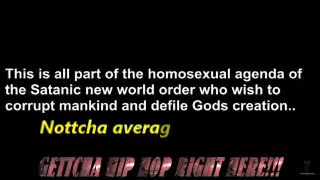 This is all part of the homosexual agenda of
the Satanic new world order who wish to
corrupt mankind and defile Gods creation..
Nottcha averag
GETTCHA HIP HOP RIGHT HERE!!!